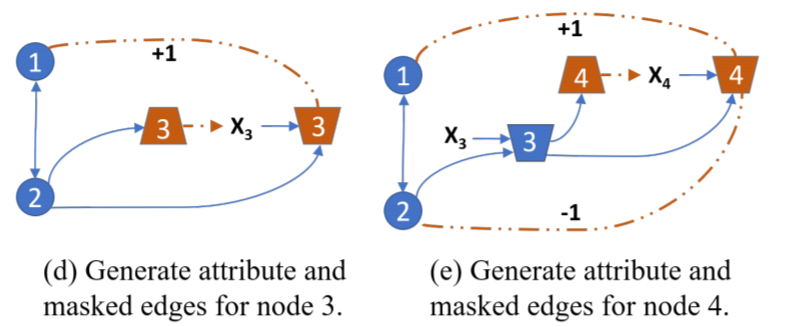 +1
1
3
X3
3
2
(d) Generate attribute and
masked edges for node 3.
+1
1
4
X4
4
X3
3
2
-1
(e) Generate attribute and
masked edges for node 4.